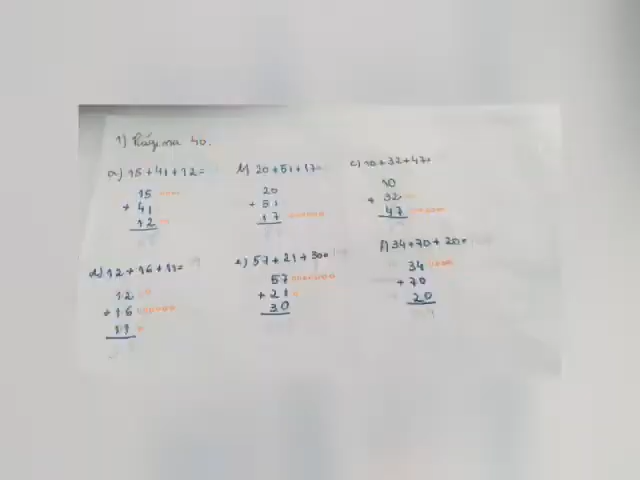 1) Página 40.
a) 15 + 41 + 12 =
b) 20 + 51 + 17 =
c) 10 + 32 + 47 =
15
+ 41
12
20
+ 51
17
10
+ 32
47
d) 12 + 16 + 11 =
e) 57 + 21 + 30 =
f) 34 + 70 + 20 =
12
+ 16
11
57
+ 21
30
34
+ 70
20